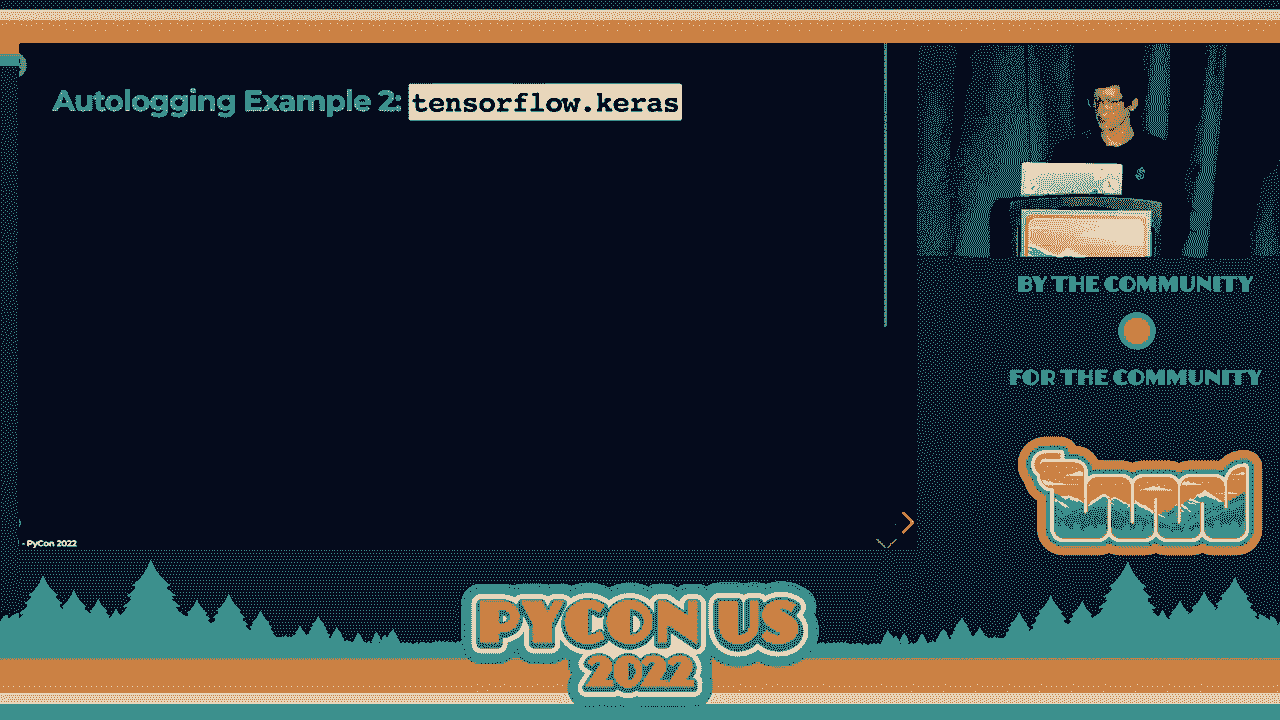 Autologging Example 2: tensorflow.keras
BY THE COMMUNITY
FOR THE COMMUNITY
- PyCon 2022
PYCON US
2022